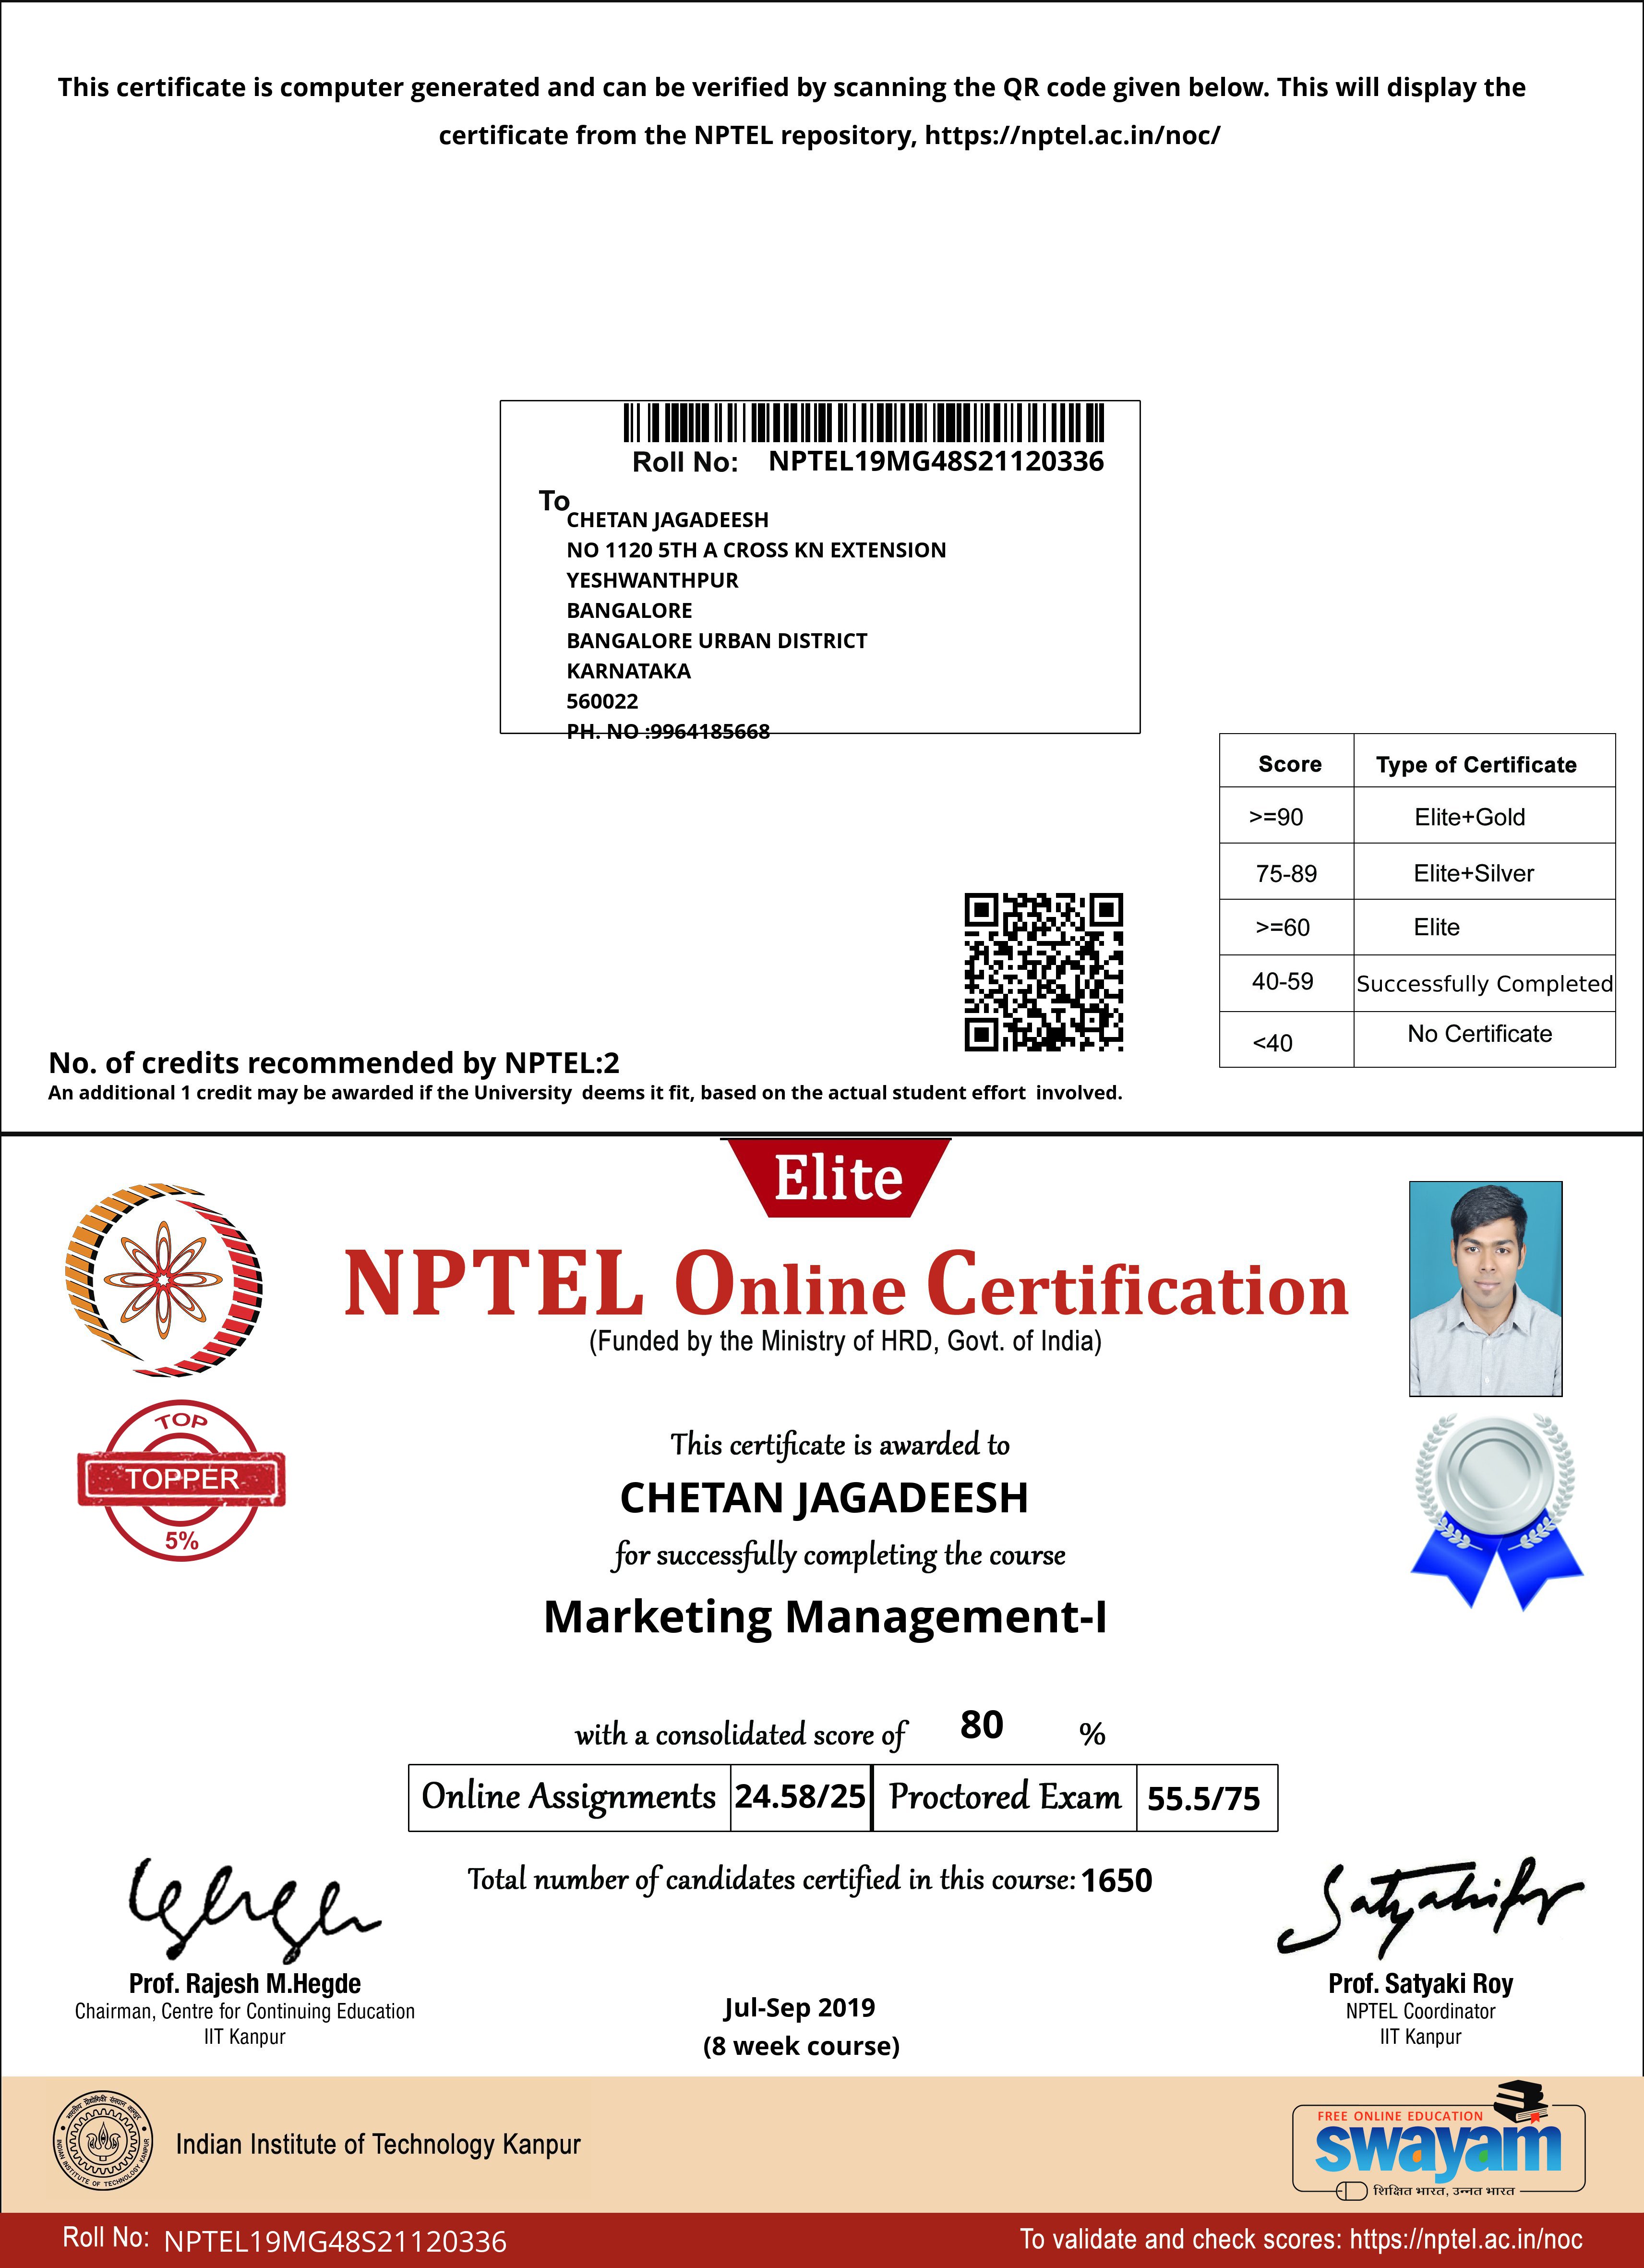 This certificate is computer generated and can be verified by scanning the QR code given below. This will display the
certificate from the NPTEL repository, https://nptel.ac.in/noc/
Roll No: NPTEL19MG48S21120336
To
CHETAN JAGADEESH
NO 1120 5TH A CROSS KN EXTENSION
YESHWANTHPUR
BANGALORE
BANGALORE URBAN DISTRICT
KARNATAKA
560022
PH. NO :9964185668
Score Type of Certificate
>=90 Elite+Gold
75-89 Elite+Silver
>=60 Elite
40-59 Successfully Completed
<40 No Certificate
No. of credits recommended by NPTEL:2
An additional 1 credit may be awarded if the University deems it fit, based on the actual student effort involved.
Elite
NPTEL Online Certification
(Funded by the Ministry of HRD, Govt. of India)
TOP
TOPPER
5%
This certificate is awarded to
CHETAN JAGADEESH
for successfully completing the course
Marketing Management-I
with a consolidated score of 80 %
Online Assignments 24.58/25 Proctored Exam 55.5/75
Total number of candidates certified in this course: 1650
Prof. Rajesh M.Hegde
Chairman, Centre for Continuing Education
IIT Kanpur
Jul-Sep 2019
(8 week course)
Satyaki Roy
Prof. Satyaki Roy
NPTEL Coordinator
IIT Kanpur
भारतीय प्रौद्योगिकी संस्थान कानपुर
INDIAN INSTITUTE OF TECHNOLOGY KANPUR
Indian Institute of Technology Kanpur
FREE ONLINE EDUCATION
swayam
शिक्षित भारत, उन्नत भारत
Roll No: NPTEL19MG48S21120336
To validate and check scores: https://nptel.ac.in/noc